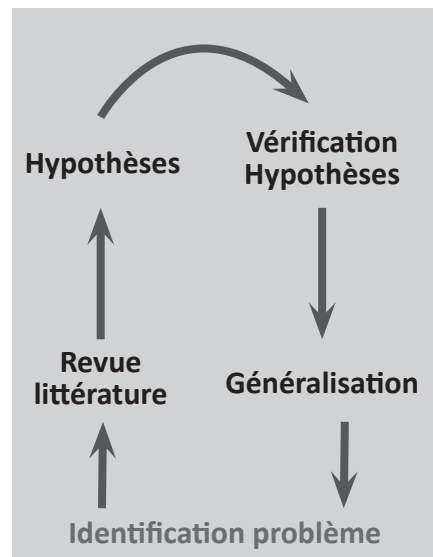 Hypothèses
Vérification
Hypothèses
Revue
littérature
Généralisation
Identification problème